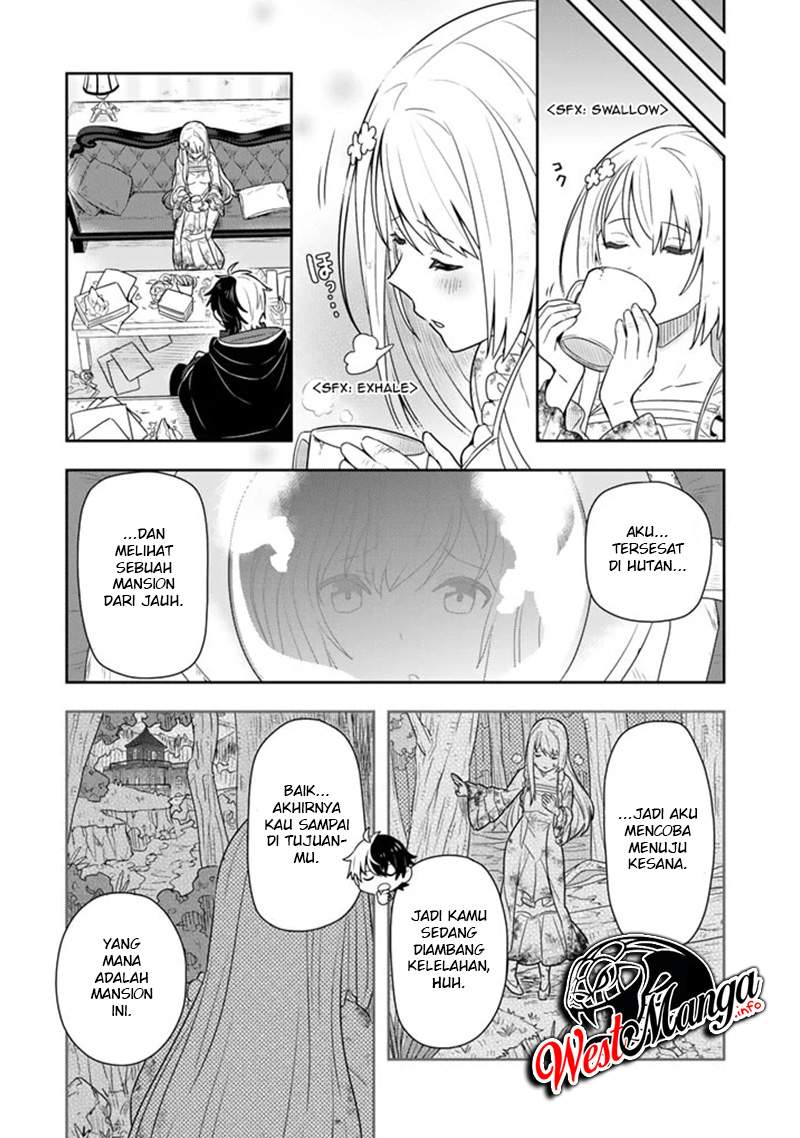 <SFX: SWALLOW>
コク
ほっ...
<SFX: EXHALE>
AKU...
TERSESAT
DI HUTAN...
...DAN
MELIHAT
SEBUAH
MANSION
DARI JAUH.
...JADI AKU
MENCOBA
MENUJU
KESANA.
JADI KAMU
SEDANG
DIAMBANG
KELELAHAN,
HUH.
BAIK...
AKHIRNYA
KAU SAMPAI
DI TUJUAN-
MU.
YANG
MANA
ADALAH
MANSION
INI.
WestManga
.info